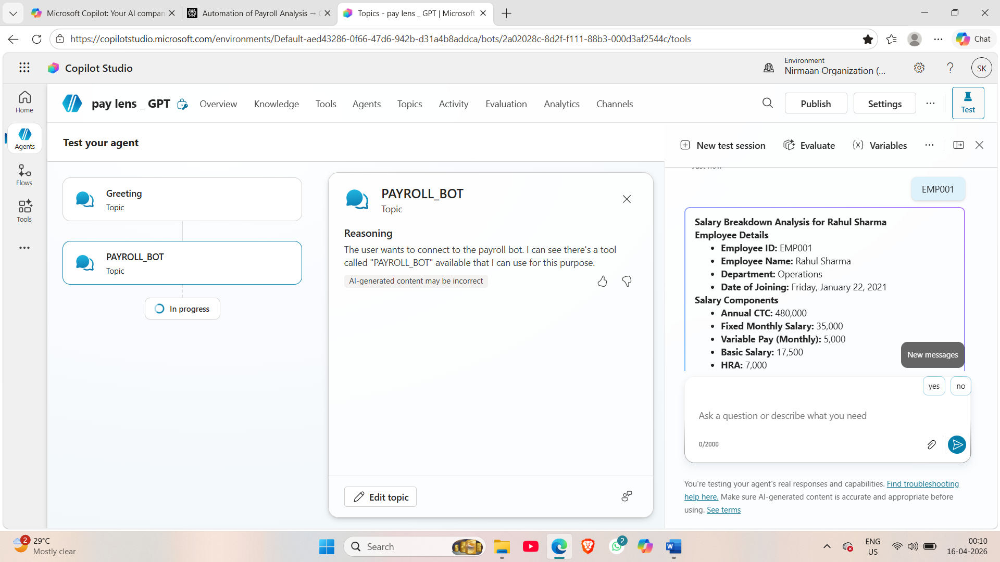 Microsoft Copilot: Your AI compan
Automation of Payroll Analysis –
Topics - pay lens _ GPT | Microsoft
https://copilotstudio.microsoft.com/environments/Default-aed43286-0f66-47d6-942b-d31a4b8addca/bots/2a02028c-8d2f-f111-88b3-000d3af2544c/tools
Chat
Copilot Studio
Environment
Nirmaan Organization (...
SK
Home
Agents
Flows
Tools
pay lens _ GPT
Overview
Knowledge
Tools
Agents
Topics
Activity
Evaluation
Analytics
Channels
Publish
Settings
Test
Test your agent
New test session
Evaluate
Variables
Greeting
Topic
PAYROLL_BOT
Topic
In progress
PAYROLL_BOT
Topic
Reasoning
The user wants to connect to the payroll bot. I can see there's a tool
called "PAYROLL_BOT" available that I can use for this purpose.
AI-generated content may be incorrect
Edit topic
Just now
EMP001
Salary Breakdown Analysis for Rahul Sharma
Employee Details
• Employee ID: EMP001
• Employee Name: Rahul Sharma
• Department: Operations
• Date of Joining: Friday, January 22, 2021
Salary Components
• Annual CTC: 480,000
• Fixed Monthly Salary: 35,000
• Variable Pay (Monthly): 5,000
• Basic Salary: 17,500
• HRA: 7,000
New messages
yes
no
Ask a question or describe what you need
0/2000
You're testing your agent's real responses and capabilities. Find troubleshooting
help here. Make sure AI-generated content is accurate and appropriate before
using. See terms
2
29°C
Mostly clear
Search
2
ENG
US
00:10
16-04-2026